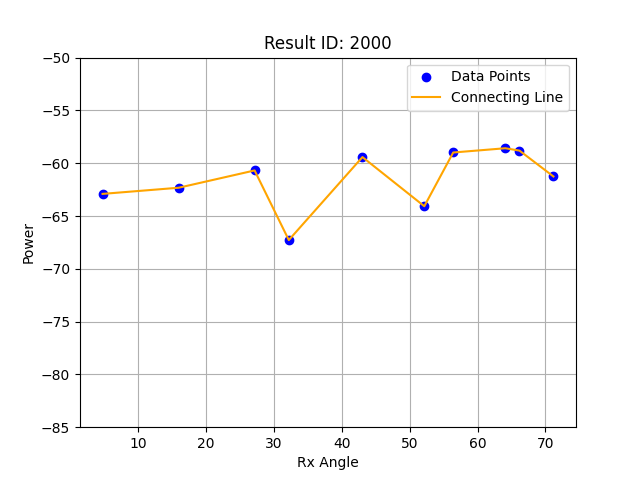 Result ID: 2000
Data Points
Connecting Line
−50
−55
−60
−65
−70
−75
−80
−85
Power
10 20 30 40 50 60 70
Rx Angle